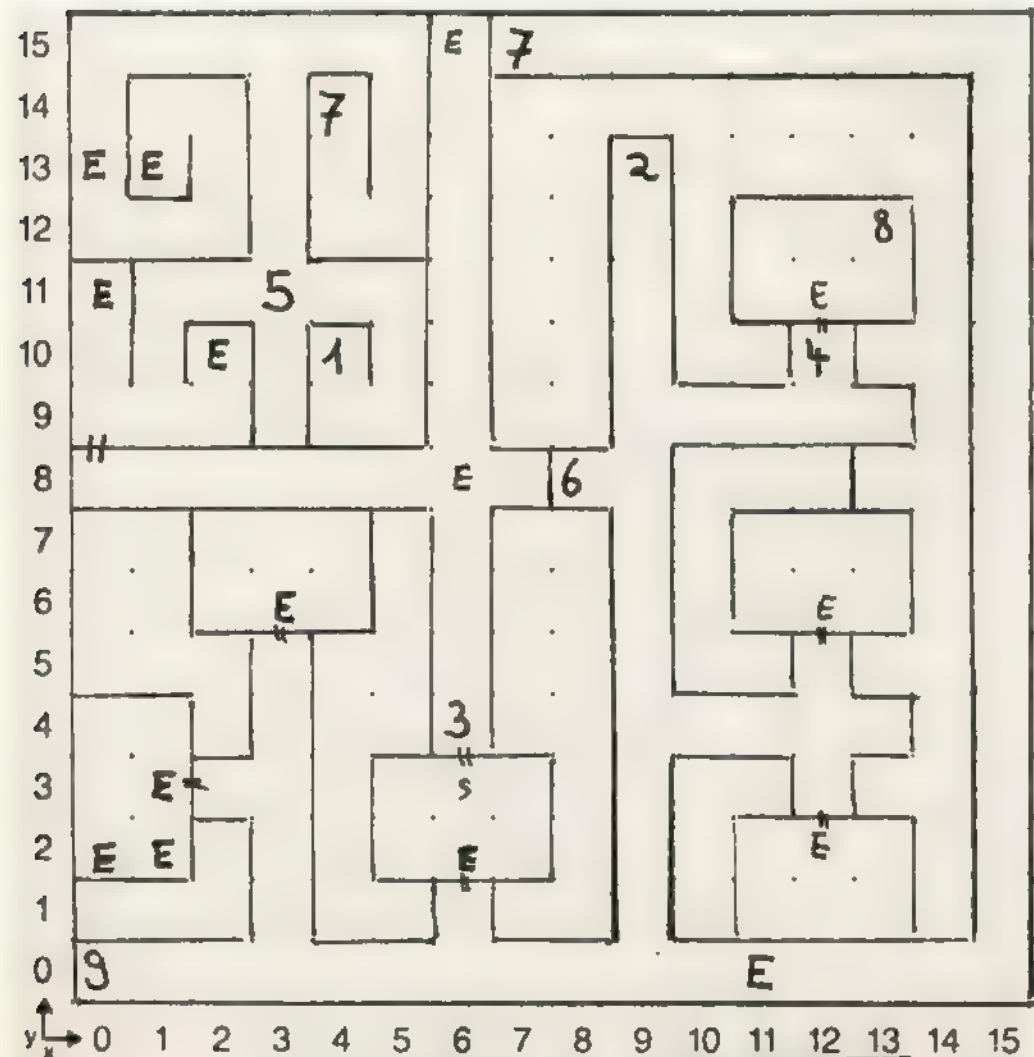 15 E 7
14 7
13 E E 2
12 8
11 E 5 E
10 E 1 4
9
8 E 6
7
6 E E
5
4 3
3 E S
2 E E E E
1
0 9 E
y x 0 1 2 3 4 5 6 7 8 9 10 11 12 13 14 15